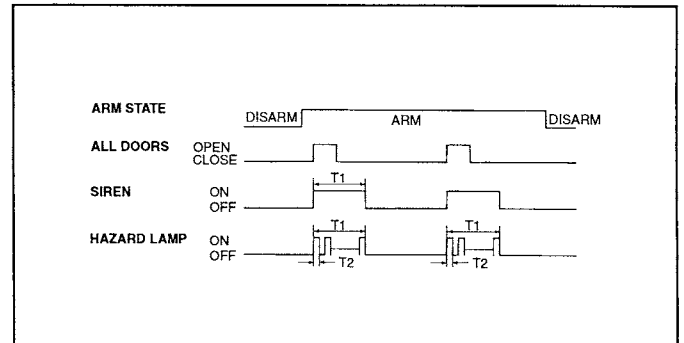 ARM STATE
DISARM ARM DISARM
ALL DOORS OPEN
CLOSE
T1
SIREN ON
OFF
T1 T1
HAZARD LAMP ON
OFF
T2 T2